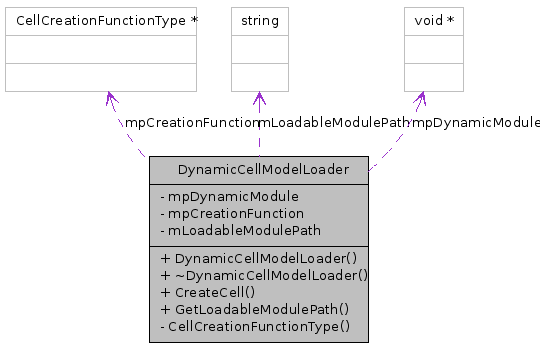 CellCreationFunctionType *
string
void *
mpCreationFunction
mLoadableModulePath
mpDynamicModule
DynamicCellModelLoader
- mpDynamicModule
- mpCreationFunction
- mLoadableModulePath
+ DynamicCellModelLoader()
+ ~DynamicCellModelLoader()
+ CreateCell()
+ GetLoadableModulePath()
- CellCreationFunctionType()